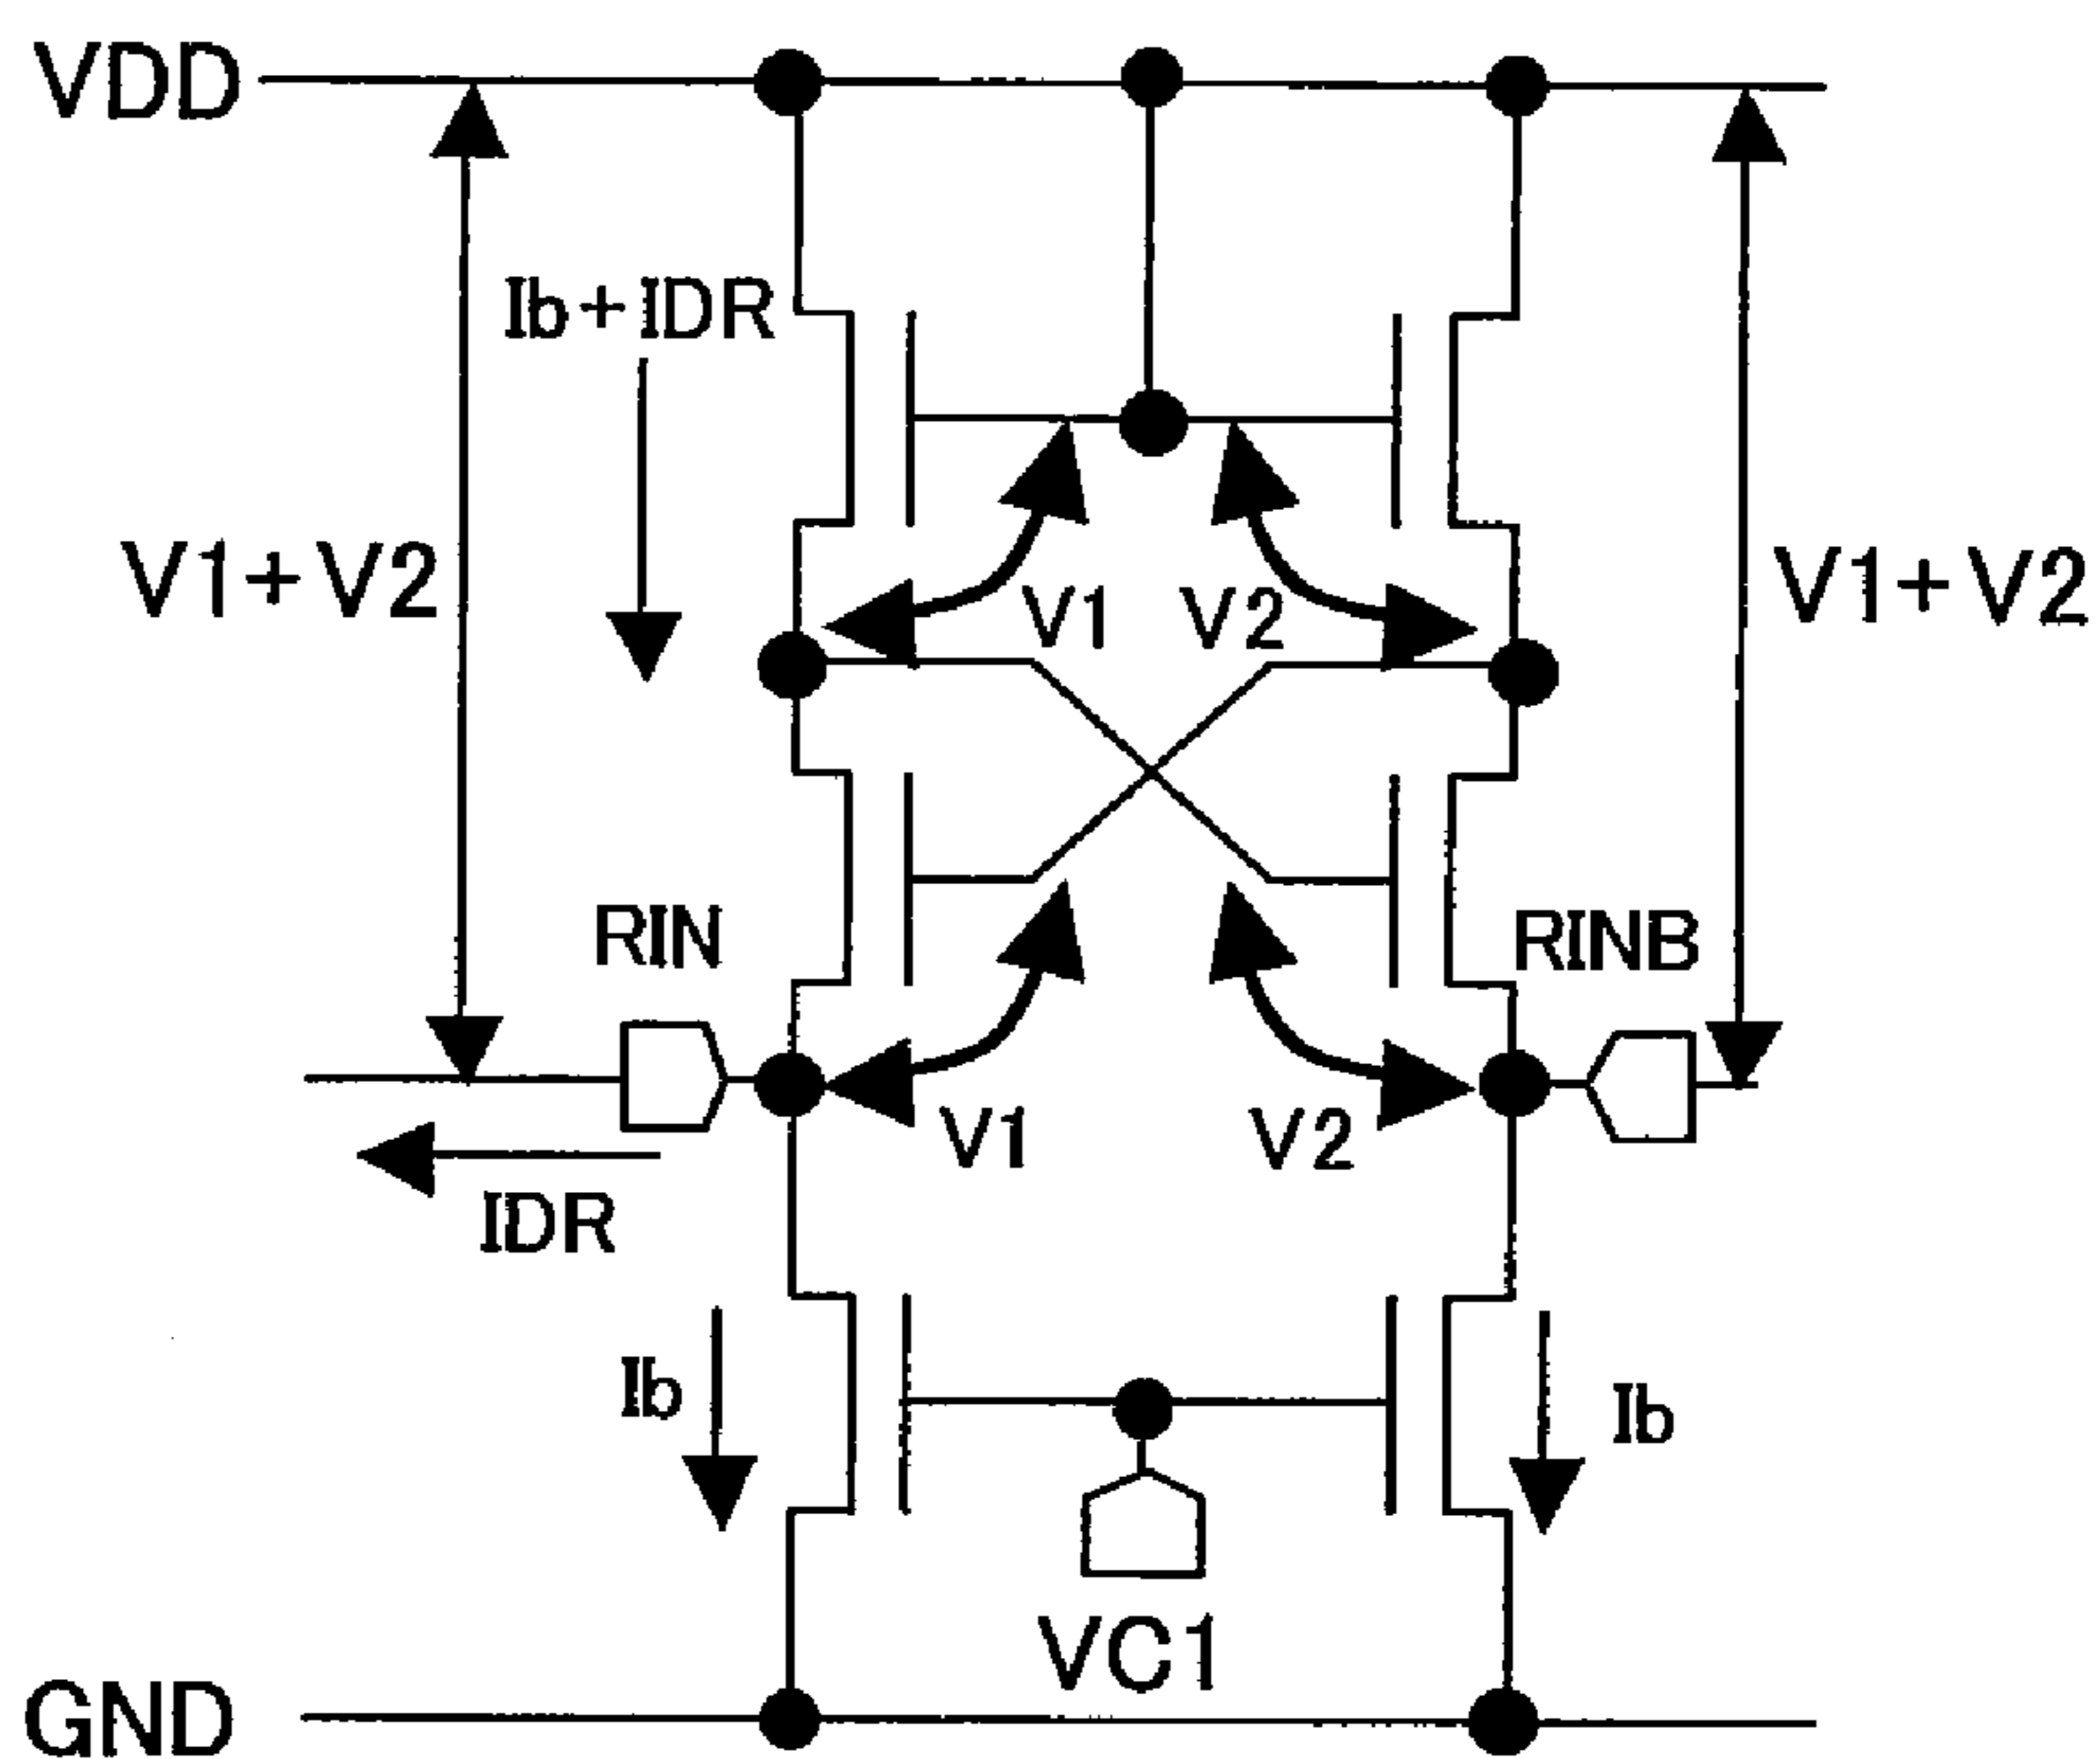 VDD
Ib+IDR
V1+V2
V1
V2
V1+V2
RIN
RINB
V1
V2
IDR
Ib
Ib
VC1
GND